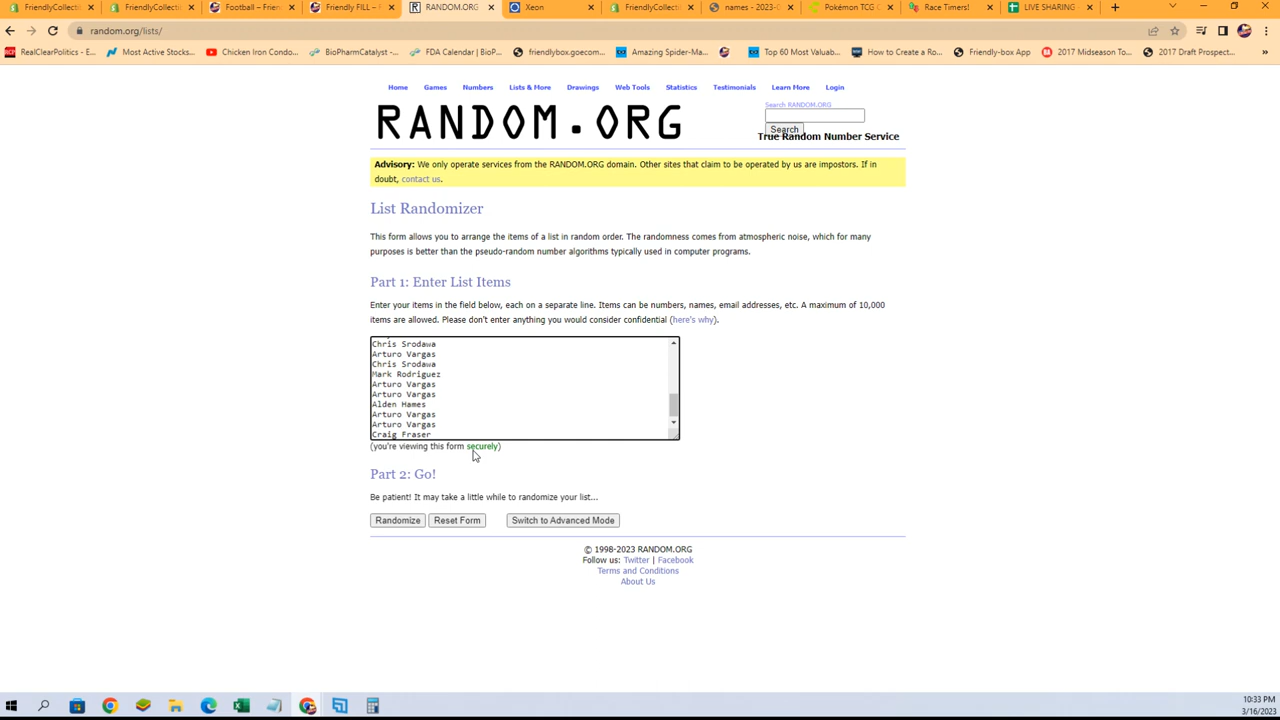 FriendlyCollecti
FriendlyCollecti
Football – Frien
Friendly FILL – F
RANDOM.ORG
Xeon
FriendlyCollecti
names - 2023-0
Pokémon TCG C
Race Timers!
LIVE SHARING
random.org/lists/
RealClearPolitics - E...
Most Active Stocks...
Chicken Iron Condo...
BioPharmCatalyst -...
FDA Calendar | BioP...
friendlybox.goecom...
Amazing Spider-Ma...
Top 60 Most Valuab...
How to Create a Ro...
Friendly-box App
2017 Midseason To...
2017 Draft Prospect...
»
Home Games Numbers Lists & More Drawings Web Tools Statistics Testimonials Learn More Login
RANDOM.ORG
Search RANDOM.ORG
Search
True Random Number Service
Advisory: We only operate services from the RANDOM.ORG domain. Other sites that claim to be operated by us are impostors. If in
doubt, contact us.
List Randomizer
This form allows you to arrange the items of a list in random order. The randomness comes from atmospheric noise, which for many
purposes is better than the pseudo-random number algorithms typically used in computer programs.
Part 1: Enter List Items
Enter your items in the field below, each on a separate line. Items can be numbers, names, email addresses, etc. A maximum of 10,000
items are allowed. Please don't enter anything you would consider confidential (here's why).
Chris Srodawa
Arturo Vargas
Chris Srodawa
Mark Rodriguez
Arturo Vargas
Arturo Vargas
Alden Hames
Arturo Vargas
Arturo Vargas
Craig Fraser
(you're viewing this form securely)
Part 2: Go!
Be patient! It may take a little while to randomize your list...
Randomize Reset Form Switch to Advanced Mode
© 1998-2023 RANDOM.ORG
Follow us: Twitter | Facebook
Terms and Conditions
About Us
10:33 PM
3/16/2023